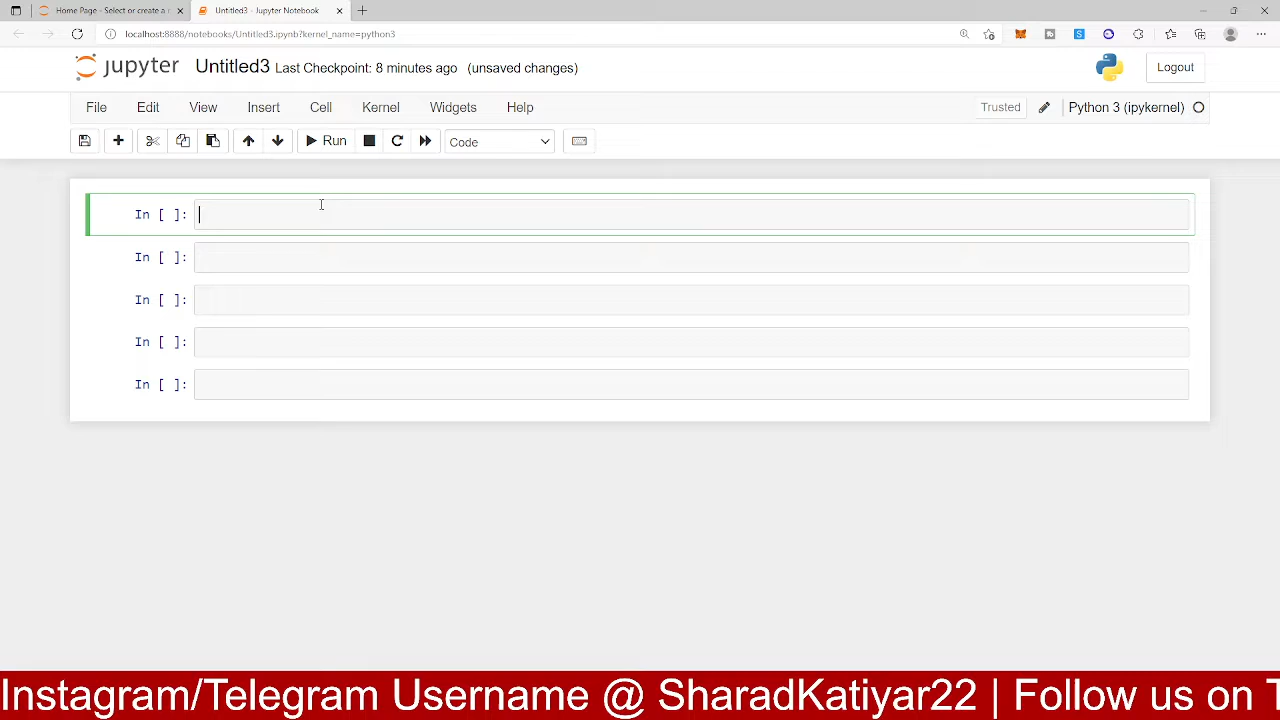 Home Page - Select or create a n
Untitled3 - Jupyter Notebook
localhost:8888/notebooks/Untitled3.ipynb?kernel_name=python3
jupyter Untitled3 Last Checkpoint: 8 minutes ago (unsaved changes)
Logout
File Edit View Insert Cell Kernel Widgets Help
Trusted Python 3 (ipykernel)
Run Code
In [ ]:
In [ ]:
In [ ]:
In [ ]:
In [ ]:
Instagram/Telegram Username @ SharadKatiyar22 | Follow us on T